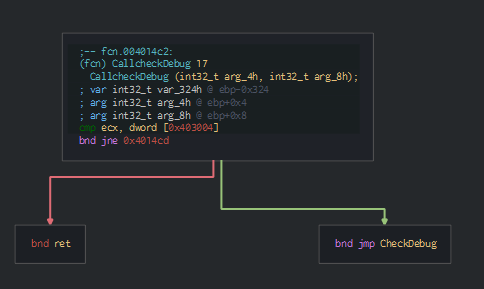 ;-- fcn.004014c2:
(fcn) CallcheckDebug 17
CallcheckDebug (int32_t arg_4h, int32_t arg_8h);
; var int32_t var_324h @ ebp-0x324
; arg int32_t arg_4h @ ebp+0x4
; arg int32_t arg_8h @ ebp+0x8
cmp ecx, dword [0x403004]
bnd jne 0x4014cd
bnd ret
bnd jmp CheckDebug